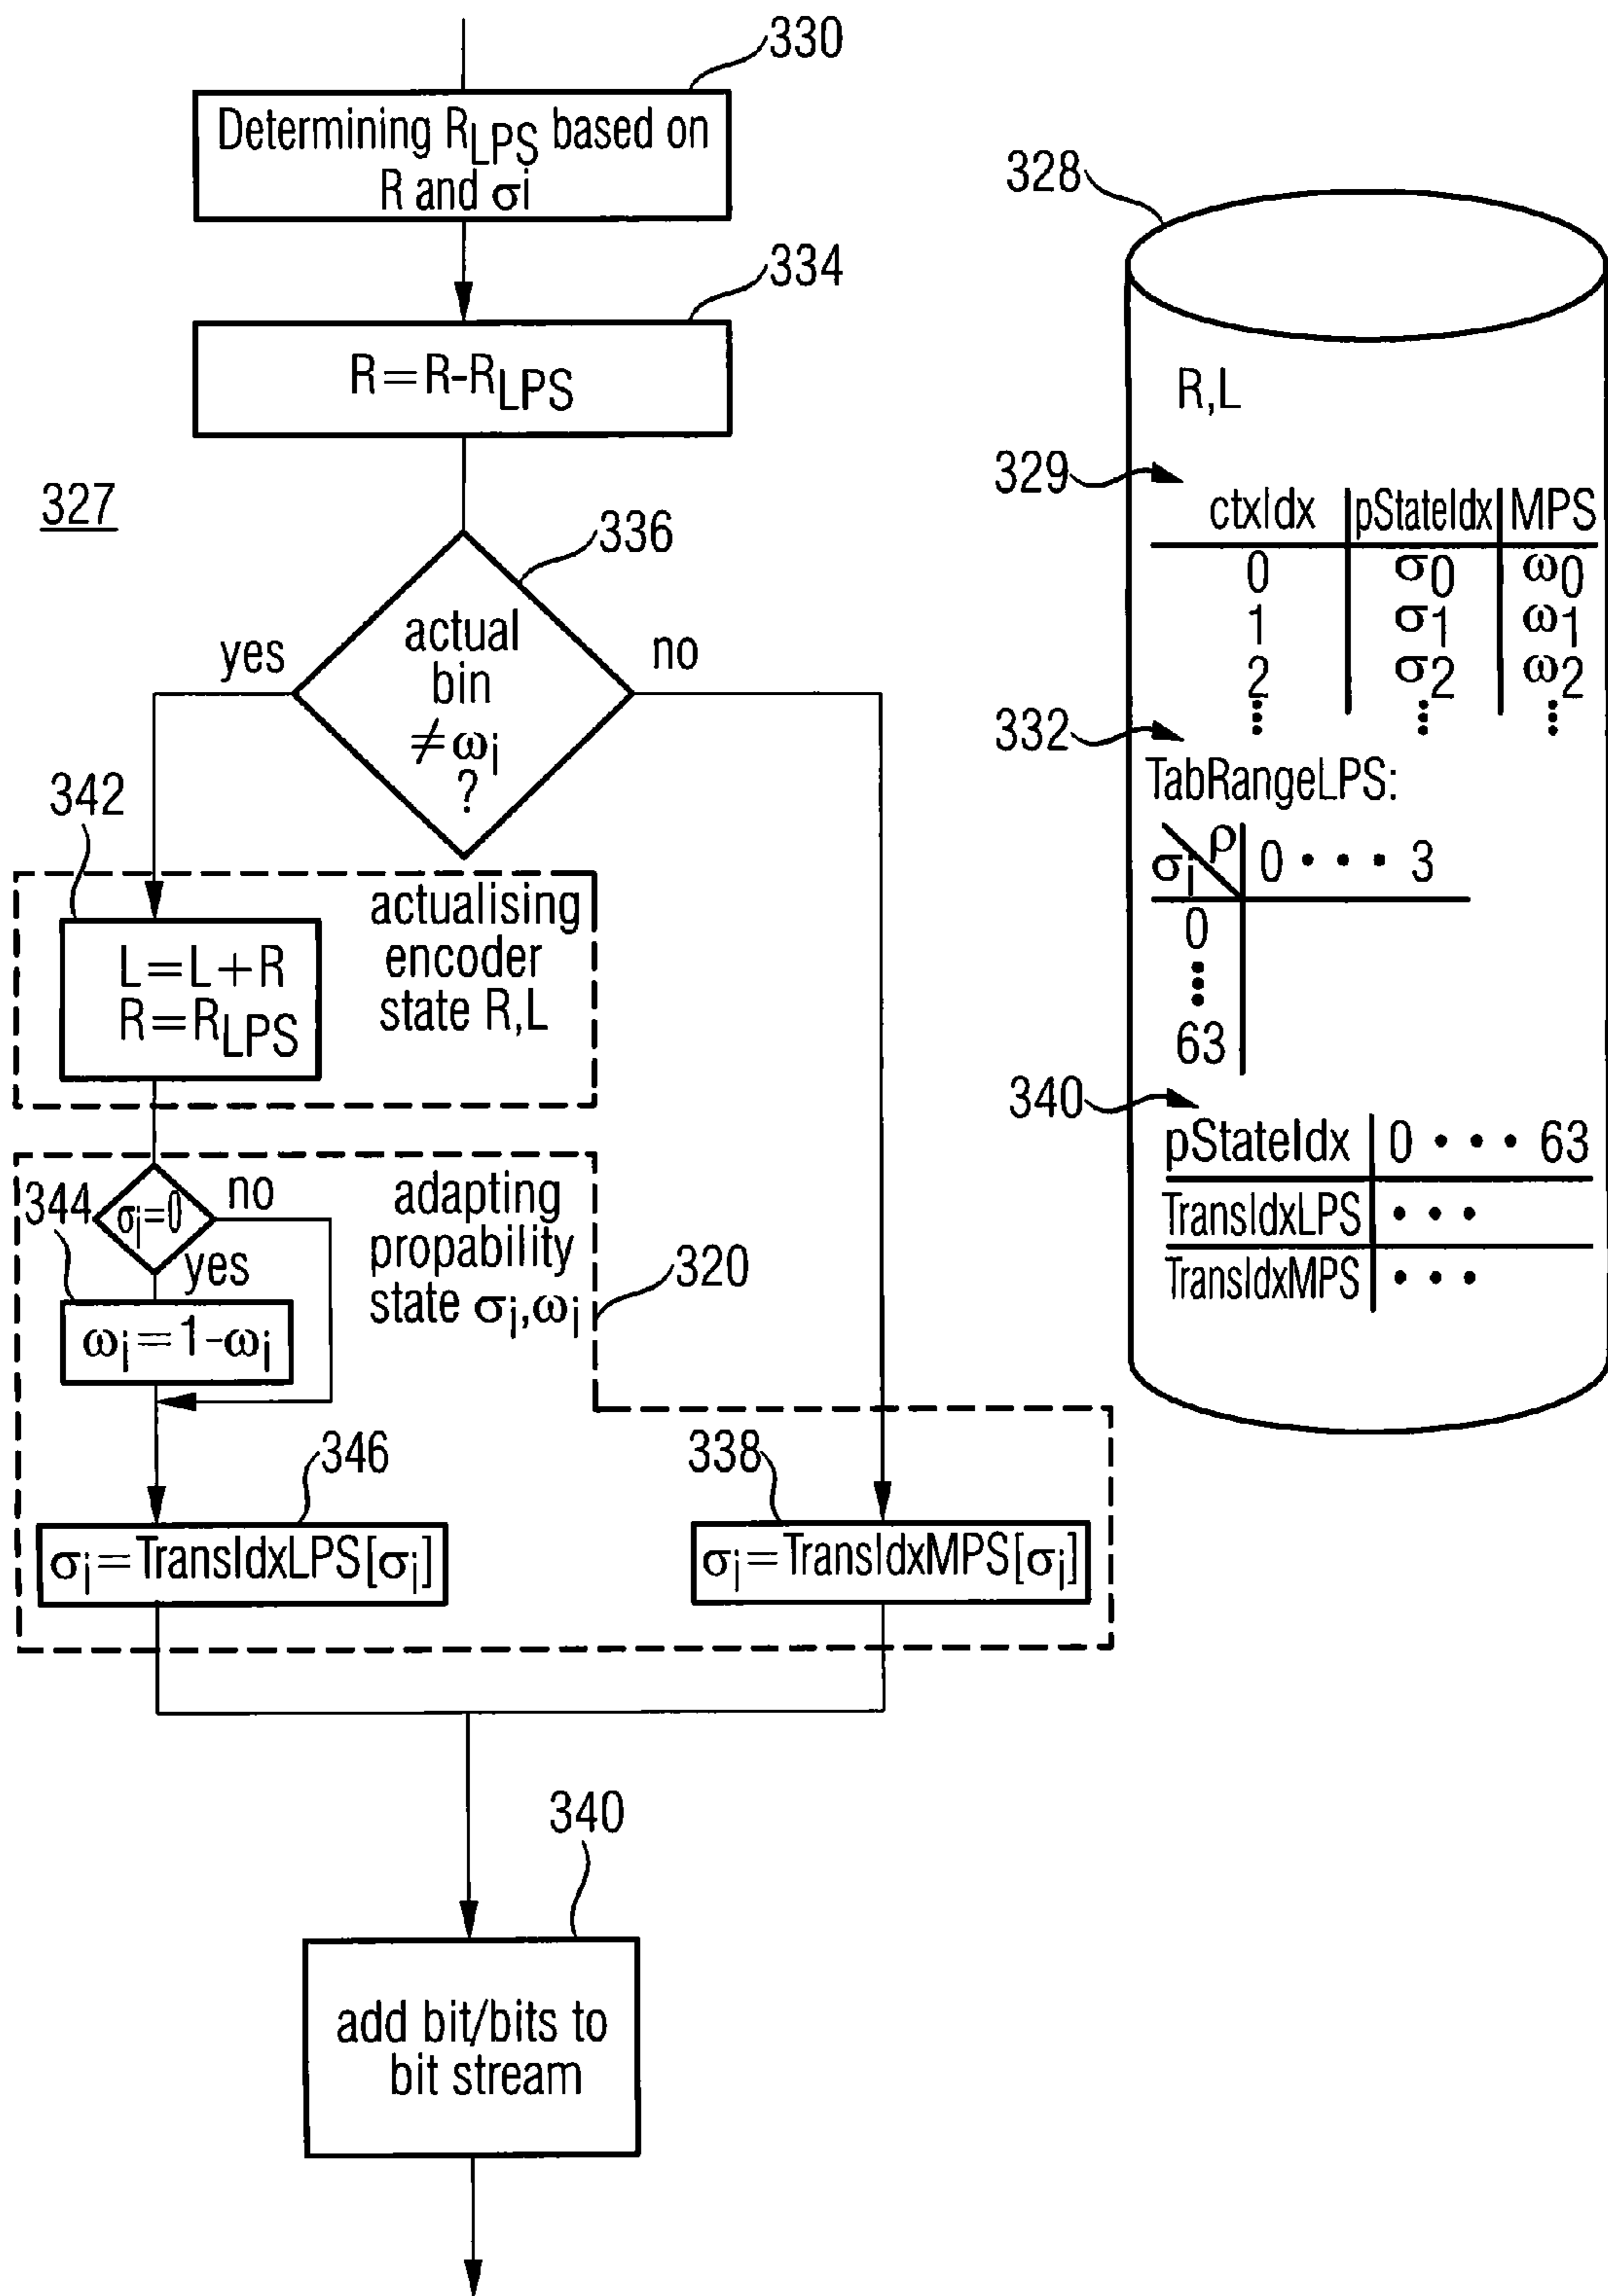 330
Determining RLPS based on
R and σi
334
R=R-RLPS
327
336
actual
bin
≠ωi
?
yes
no
342
L=L+R
R=RLPS
actualising
encoder
state R,L
344
σi=0
no
yes
ωi=1-ωi
adapting
propability
state σi,ωi
320
346
σi=TransIdxLPS[σi]
338
σi=TransIdxMPS[σi]
340
add bit/bits to
bit stream
328
R,L
329
ctxIdx pStateIdx MPS
0 σ0 ω0
1 σ1 ω1
2 σ2 ω2
332
TabRangeLPS:
σi ρ 0 • • • 3
0
63
340
pStateIdx 0 • • • 63
TransIdxLPS • • •
TransIdxMPS • • •